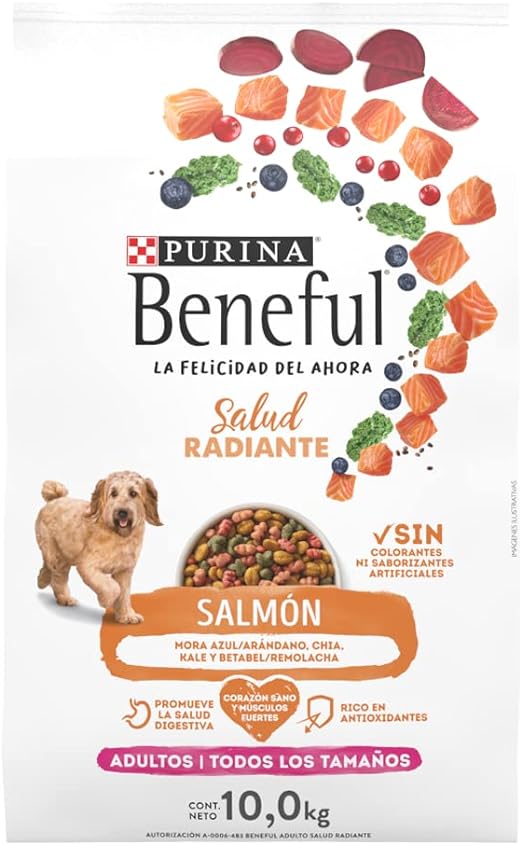 PURINA
Beneful
LA FELICIDAD DEL AHORA
Salud
RADIANTE
✓SIN
COLORANTES
NI SABORIZANTES
ARTIFICIALES
IMÁGENES ILUSTRATIVAS
SALMÓN
MORA AZUL/ARÁNDANO, CHIA,
KALE Y BETABEL/REMOLACHA
PROMUEVE
LA SALUD
DIGESTIVA
CORAZÓN SANO
Y MÚSCULOS
FUERTES
RICO EN
ANTIOXIDANTES
ADULTOS | TODOS LOS TAMAÑOS
CONT.
NETO 10,0kg
AUTORIZACIÓN A-0006-483 BENEFUL ADULTO SALUD RADIANTE